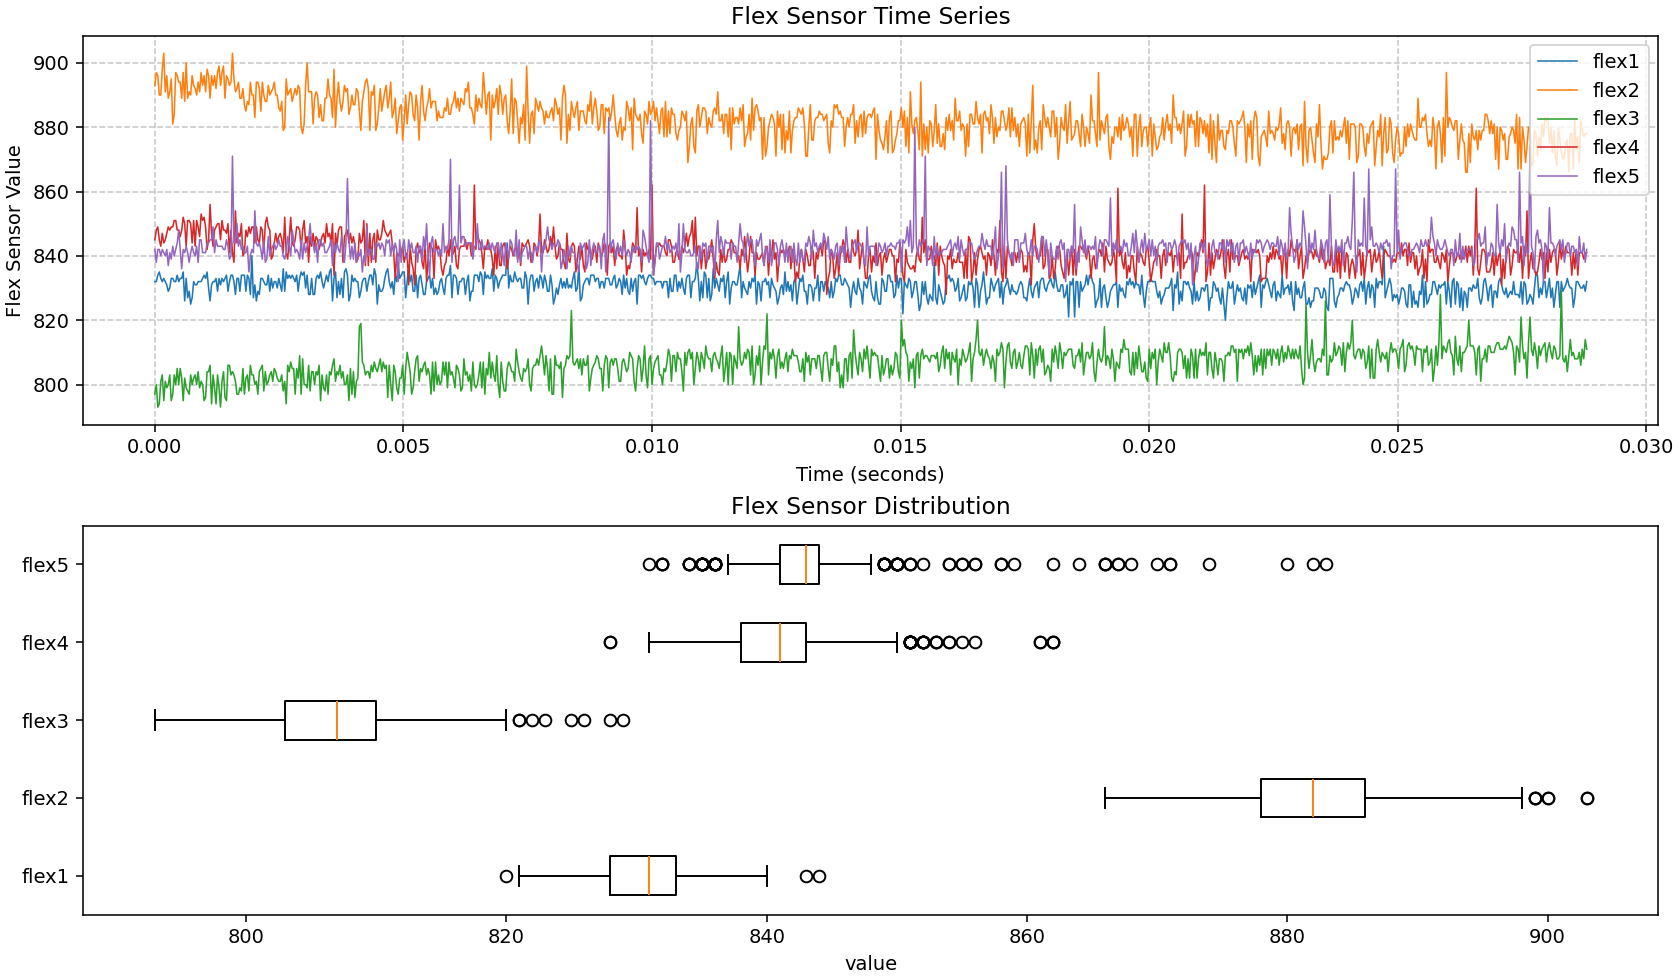 Flex Sensor Time Series
Flex Sensor Value
900
880
860
840
820
800
flex1
flex2
flex3
flex4
flex5
0.000 0.005 0.010 0.015 0.020 0.025 0.030
Time (seconds)
Flex Sensor Distribution
flex5
flex4
flex3
flex2
flex1
800 820 840 860 880 900
value